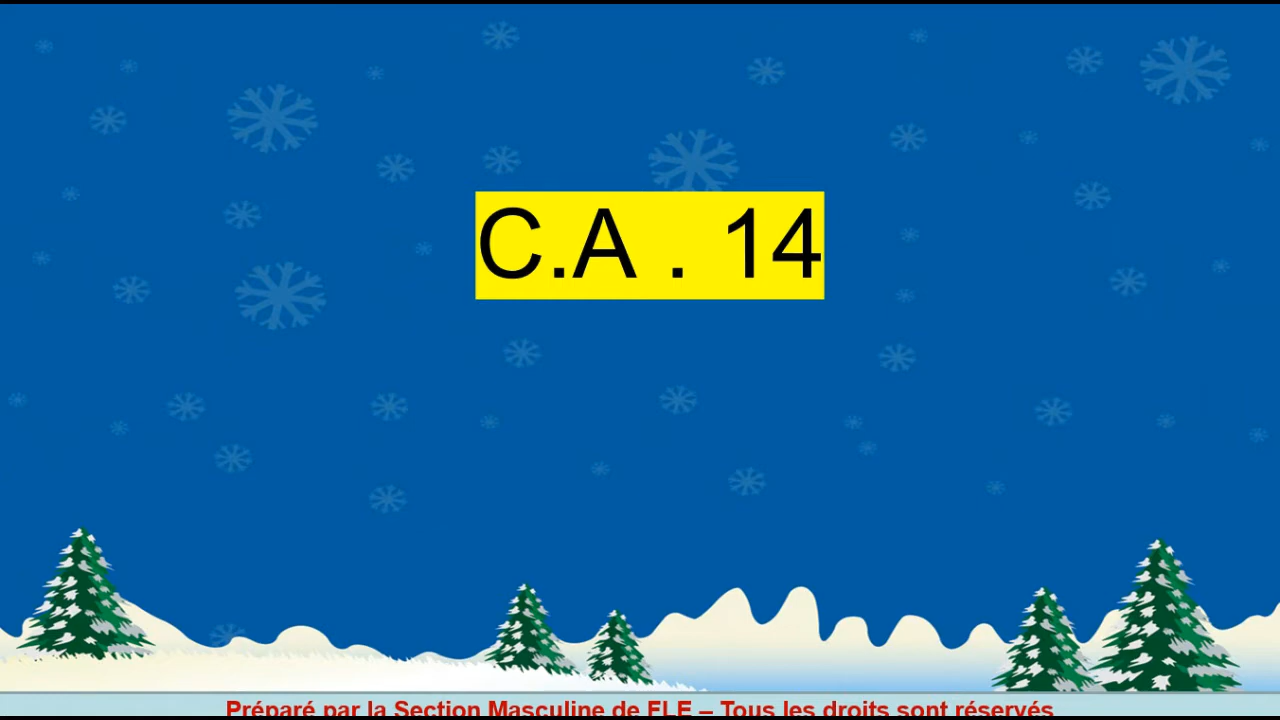 C.A . 14
Préparé par la Section Masculine de FLE – Tous les droits sont réservés